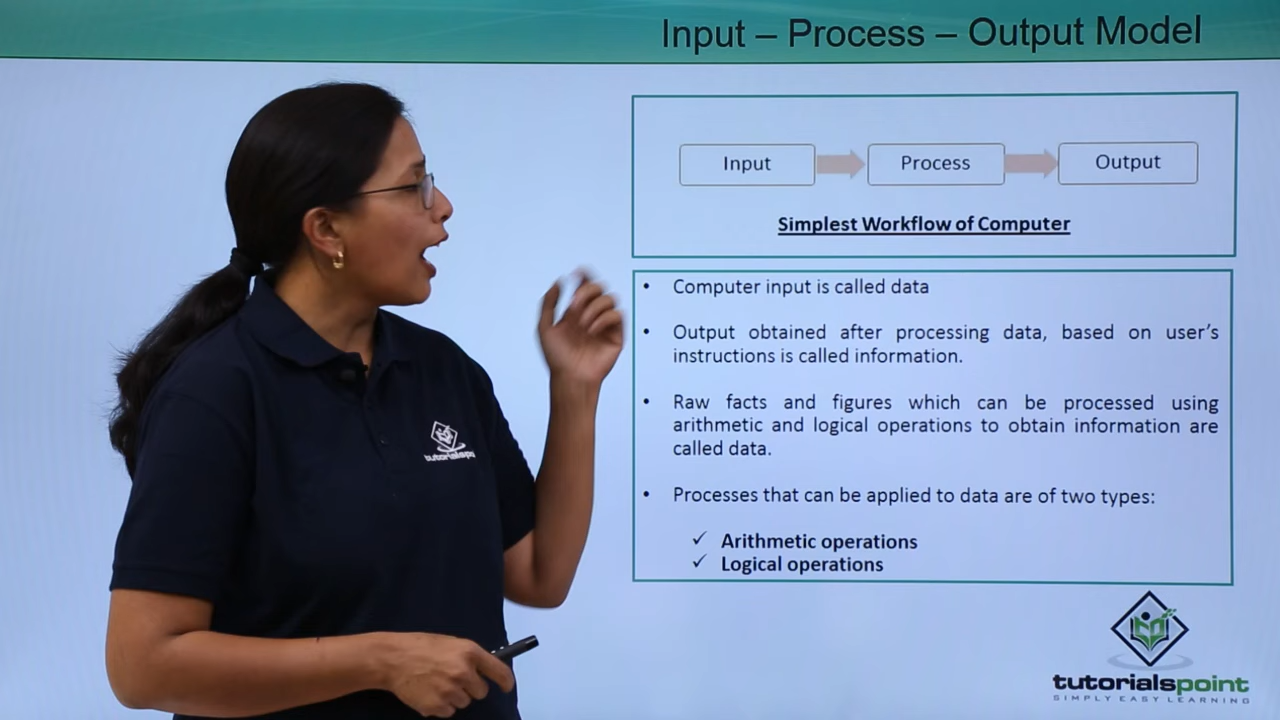 Input – Process – Output Model
Input
Process
Output
Simplest Workflow of Computer
• Computer input is called data
• Output obtained after processing data, based on user's
instructions is called information.
• Raw facts and figures which can be processed using
arithmetic and logical operations to obtain information are
called data.
• Processes that can be applied to data are of two types:
✓ Arithmetic operations
✓ Logical operations
tutorialspoint
tutorialspoint
SIMPLY EASY LEARNING